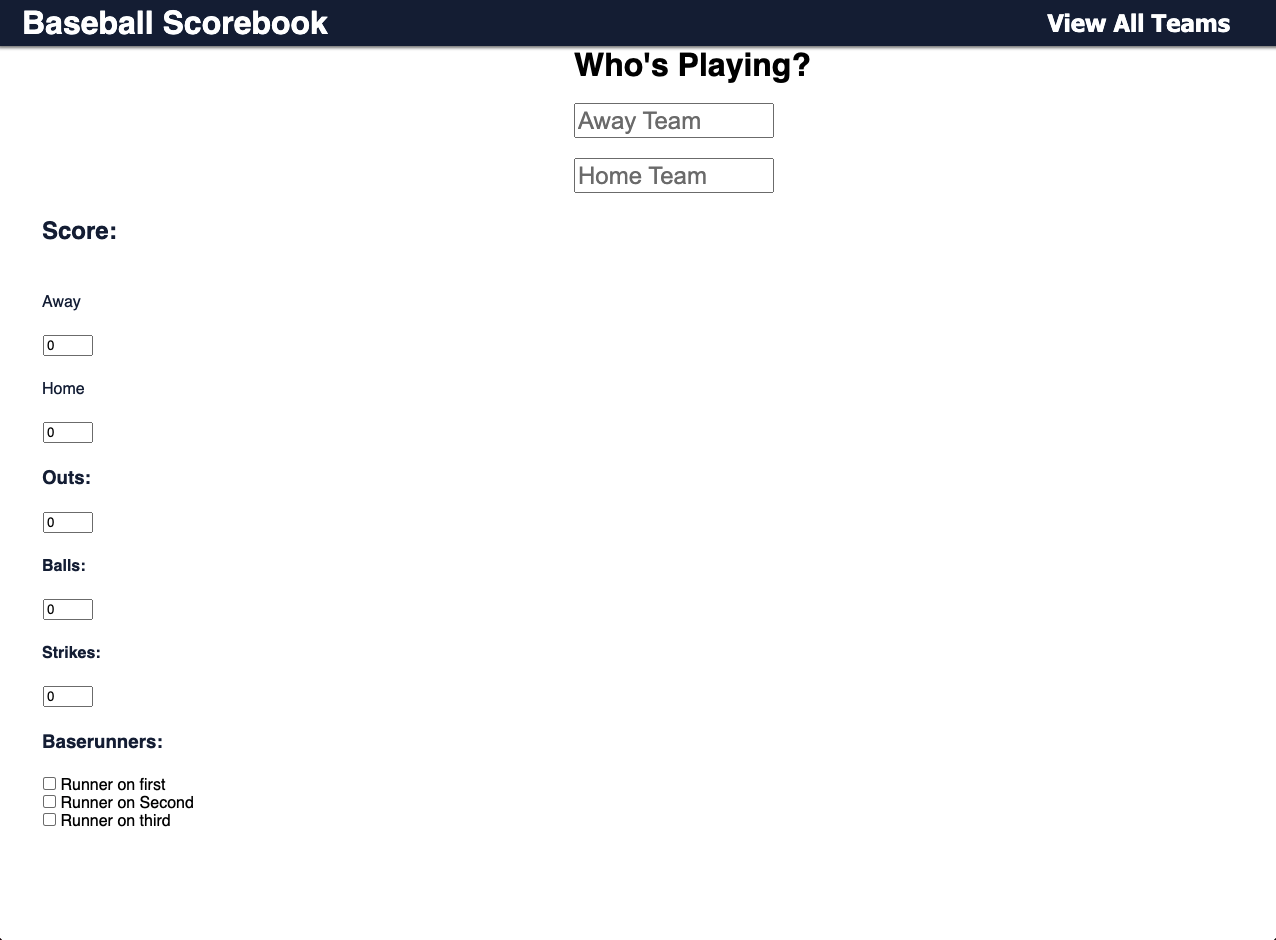 Baseball Scorebook View All Teams
Who's Playing?
Away Team
Home Team
Score:
Away
0
Home
0
Outs:
0
Balls:
0
Strikes:
0
Baserunners:
Runner on first
Runner on Second
Runner on third